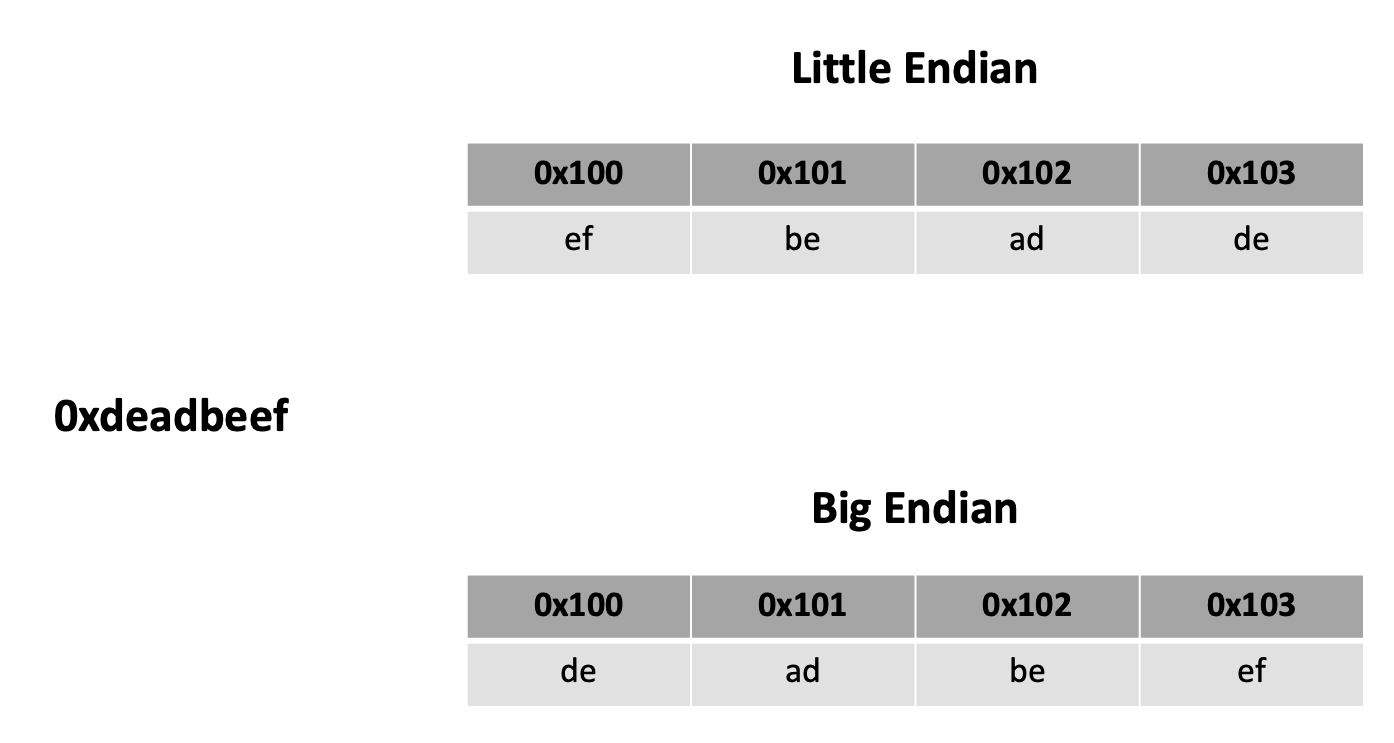 Little Endian
0x100 0x101 0x102 0x103
ef be ad de
0xdeadbeef
Big Endian
0x100 0x101 0x102 0x103
de ad be ef